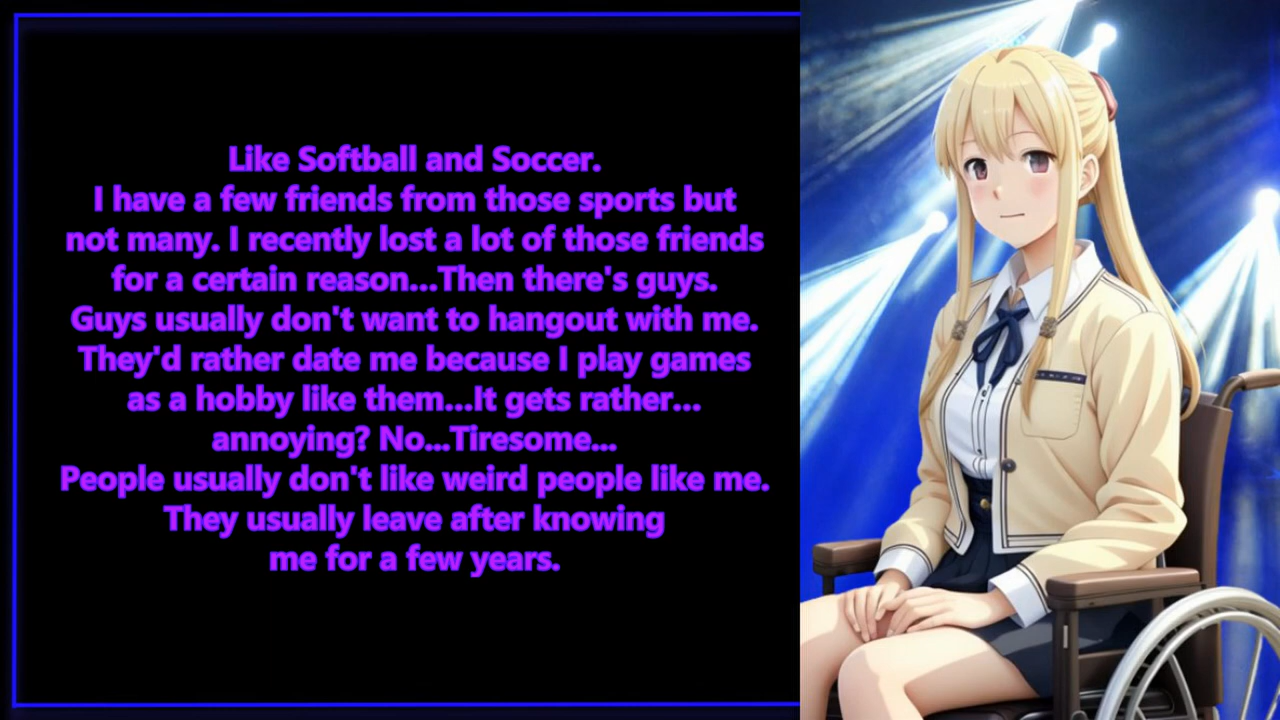 Like Softball and Soccer.
I have a few friends from those sports but
not many. I recently lost a lot of those friends
for a certain reason...Then there's guys.
Guys usually don't want to hangout with me.
They'd rather date me because I play games
as a hobby like them...It gets rather...
annoying? No...Tiresome...
People usually don't like weird people like me.
They usually leave after knowing
me for a few years.